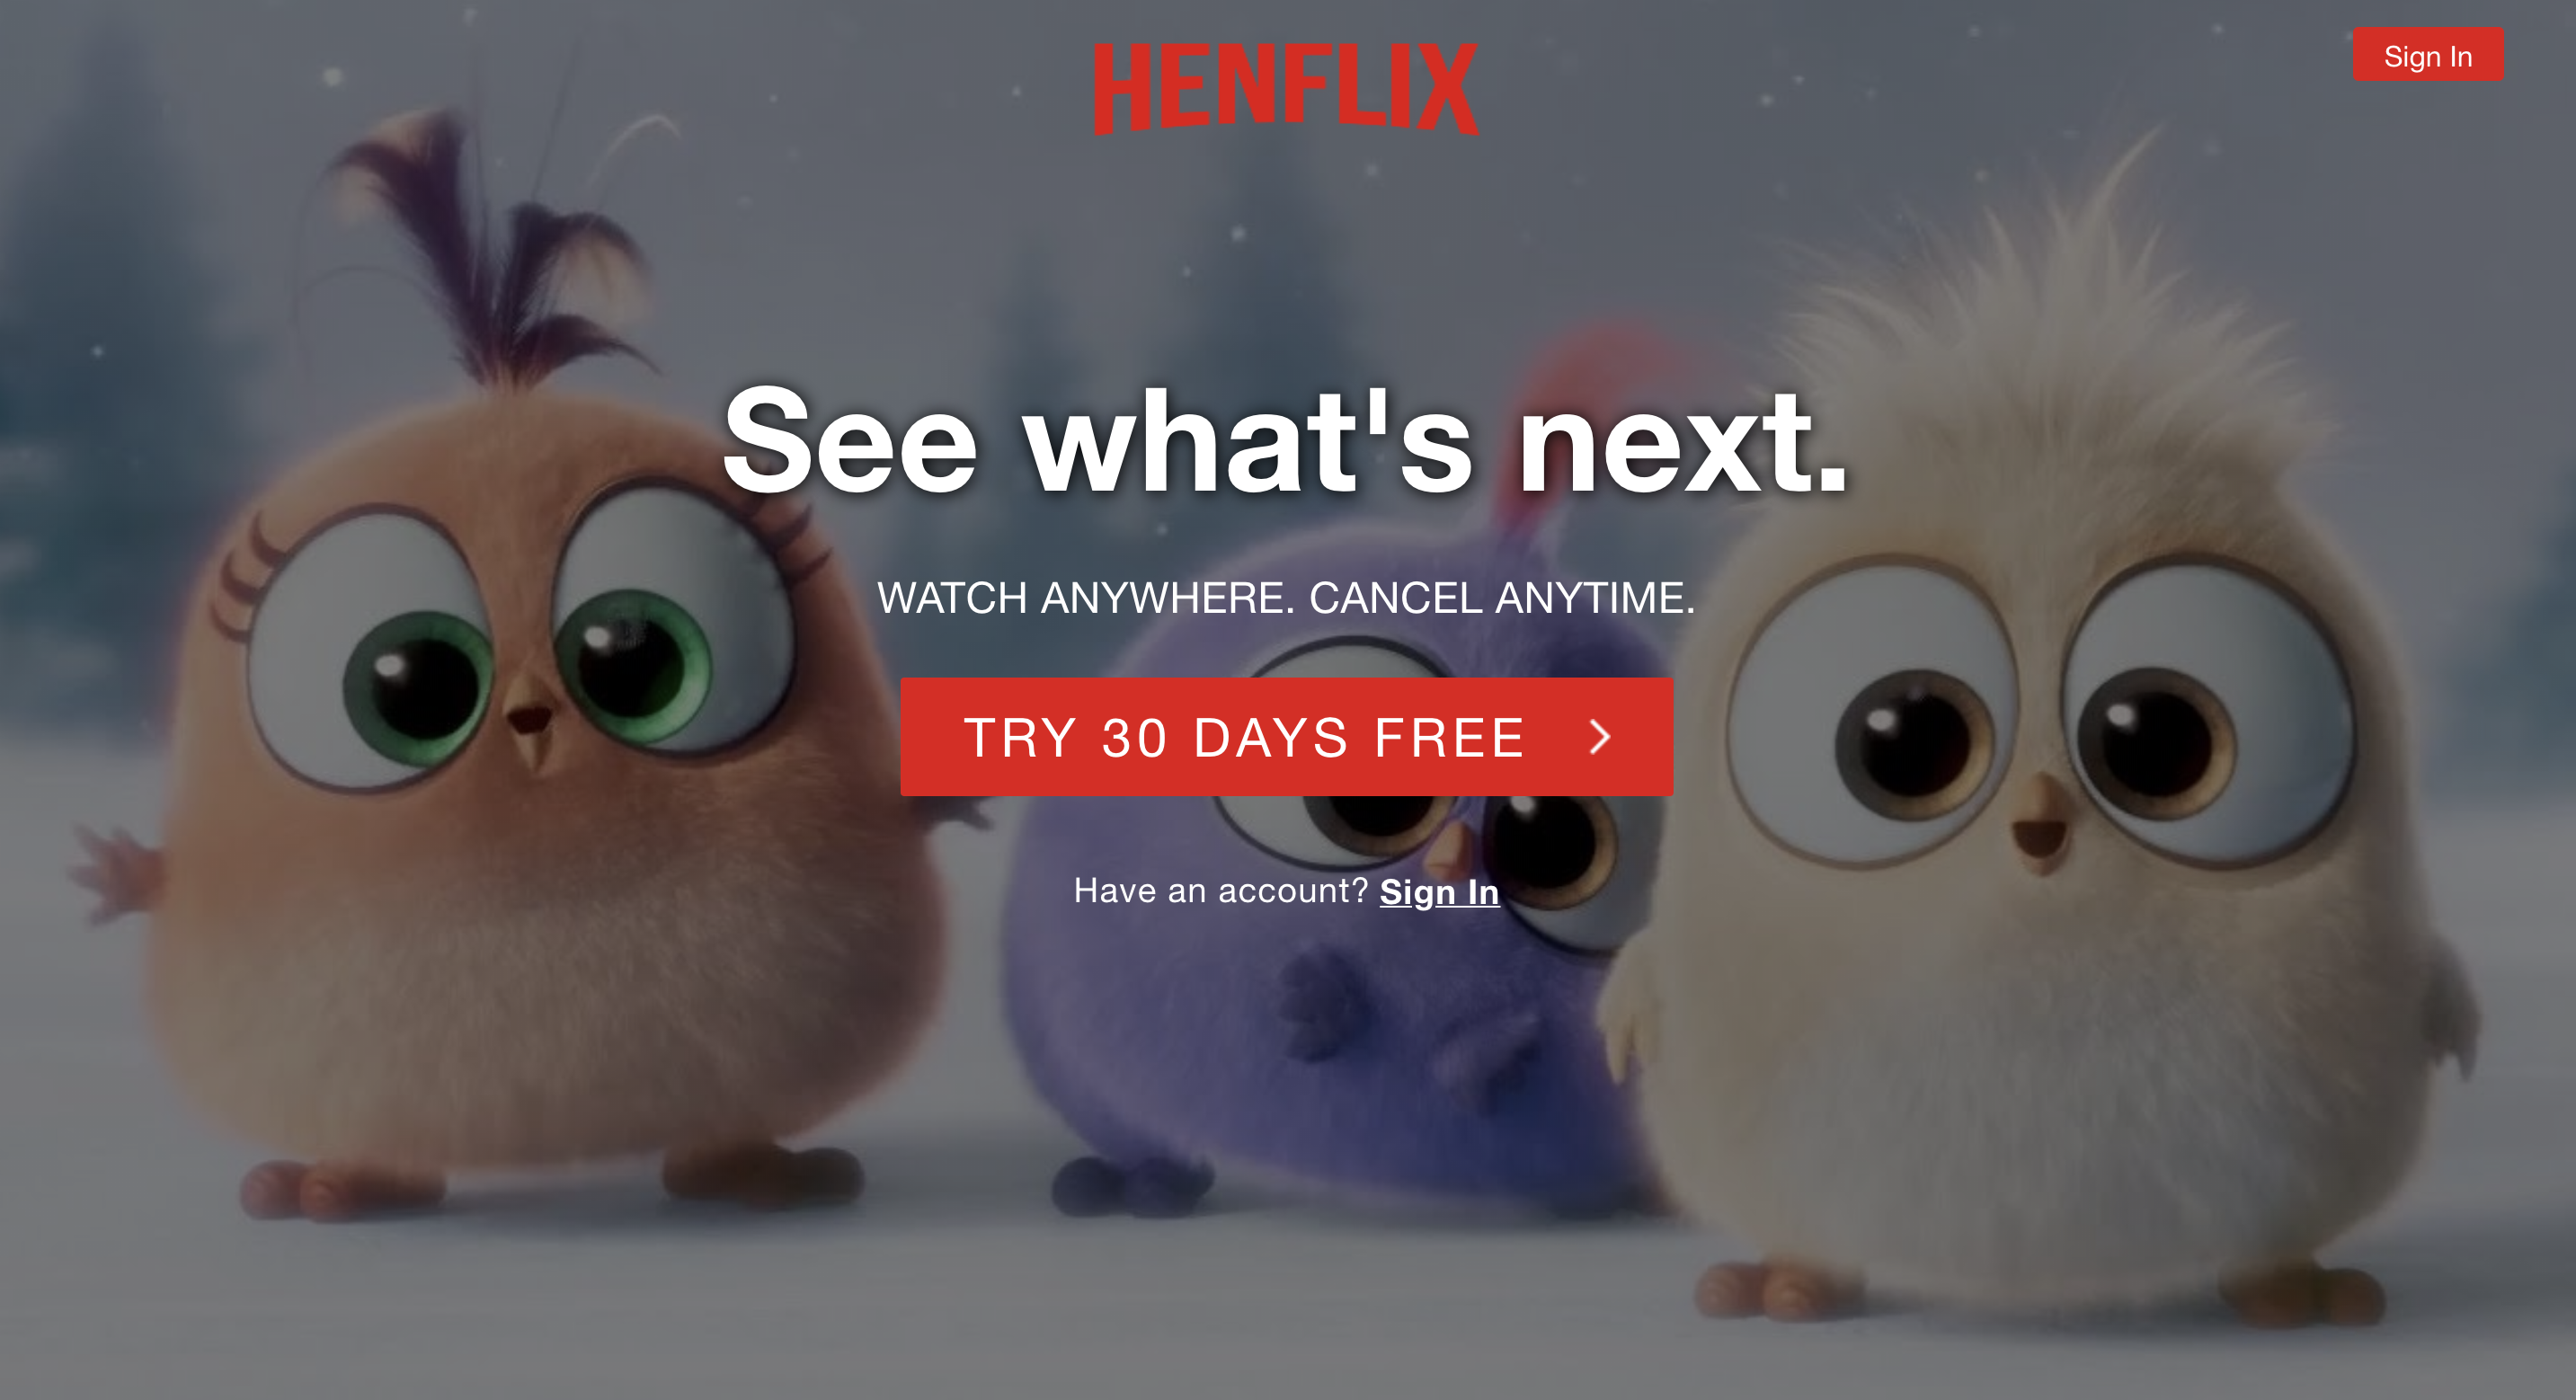 HENFLIX
Sign In
See what's next.
WATCH ANYWHERE. CANCEL ANYTIME.
TRY 30 DAYS FREE
Have an account? Sign In